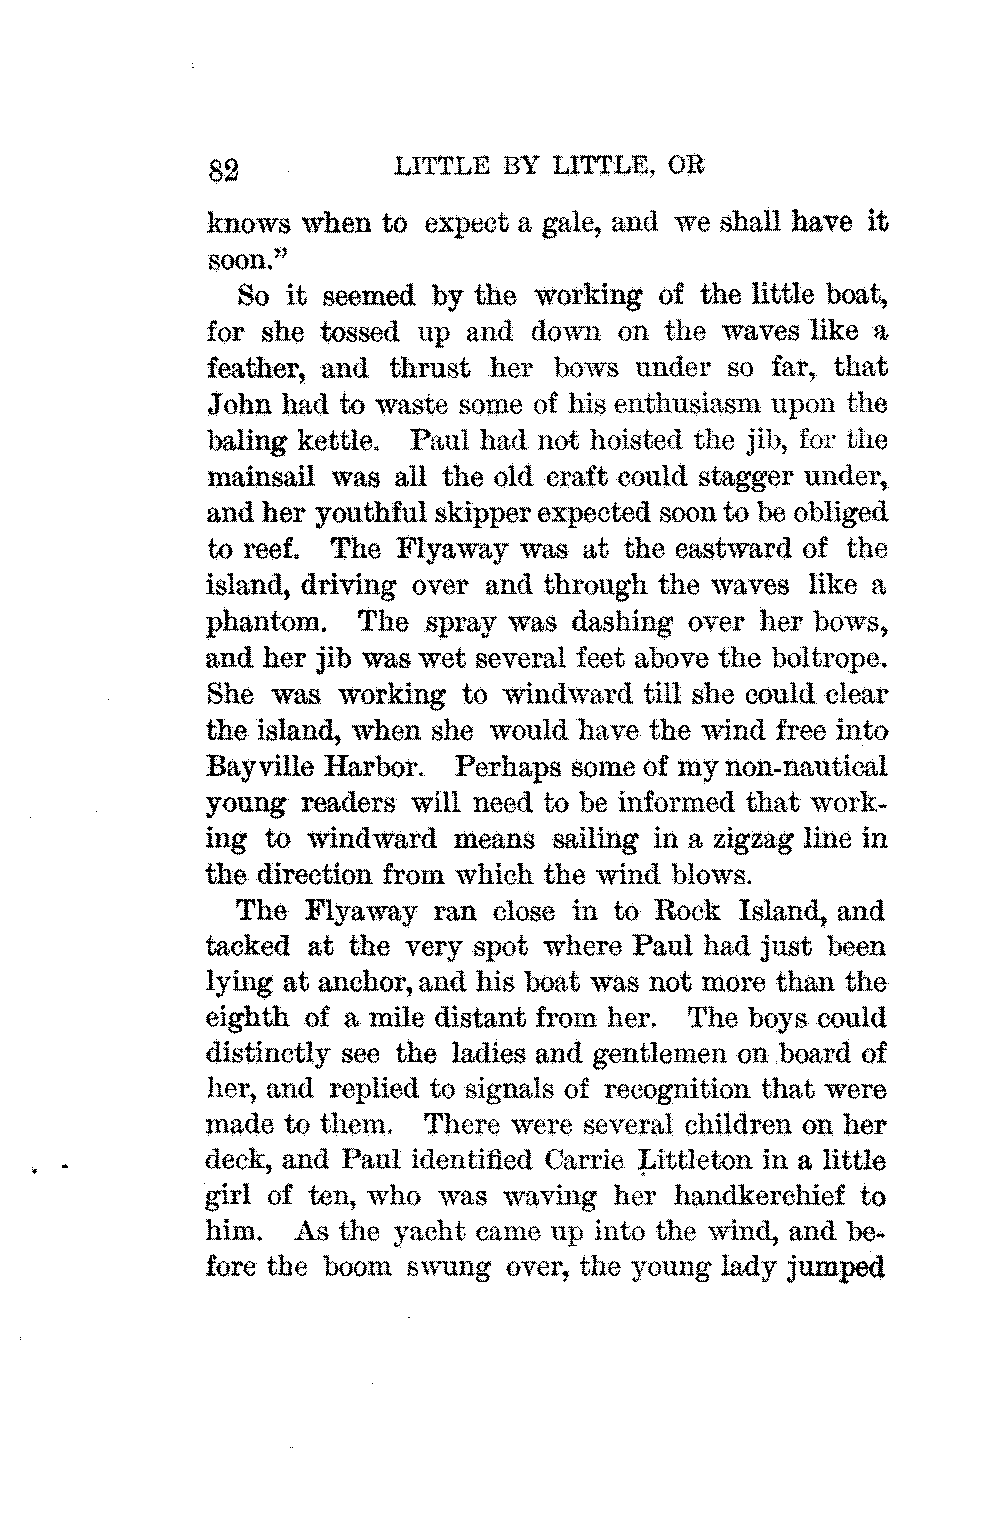 82 LITTLE BY LITTLE, OR
knows when to expect a gale, and we shall have it
soon.”
So it seemed by the working of the little boat,
for she tossed up and down on the waves like a
feather, and thrust her bows under so far, that
John had to waste some of his enthusiasm upon the
baling kettle. Paul had not hoisted the jib, for the
mainsail was all the old craft could stagger under,
and her youthful skipper expected soon to be obliged
to reef. The Flyaway was at the eastward of the
island, driving over and through the waves like a
phantom. The spray was dashing over her bows,
and her jib was wet several feet above the boltrope.
She was working to windward till she could clear
the island, when she would have the wind free into
Bayville Harbor. Perhaps some of my non-nautical
young readers will need to be informed that work-
ing to windward means sailing in a zigzag line in
the direction from which the wind blows.
The Flyaway ran close in to Rock Island, and
tacked at the very spot where Paul had just been
lying at anchor, and his boat was not more than the
eighth of a mile distant from her. The boys could
distinctly see the ladies and gentlemen on board of
her, and replied to signals of recognition that were
made to them. There were several children on her
deck, and Paul identified Carrie Littleton in a little
girl of ten, who was waving her handkerchief to
him. As the yacht came up into the wind, and be-
fore the boom swung over, the young lady jumped